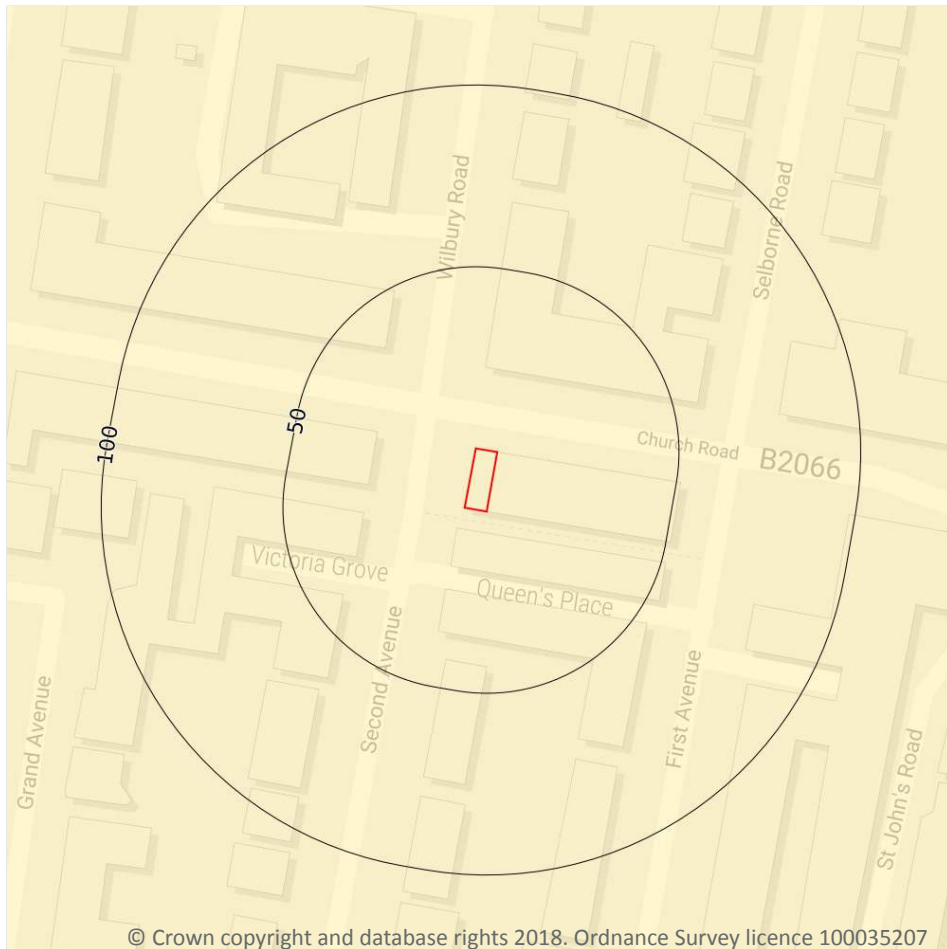 Wilbury Road
Selborne Road
50
100
Church Road
B2066
Victoria Grove
Queen's Place
Second Avenue
First Avenue
Grand Avenue
St John's Road
© Crown copyright and database rights 2018. Ordnance Survey licence 100035207